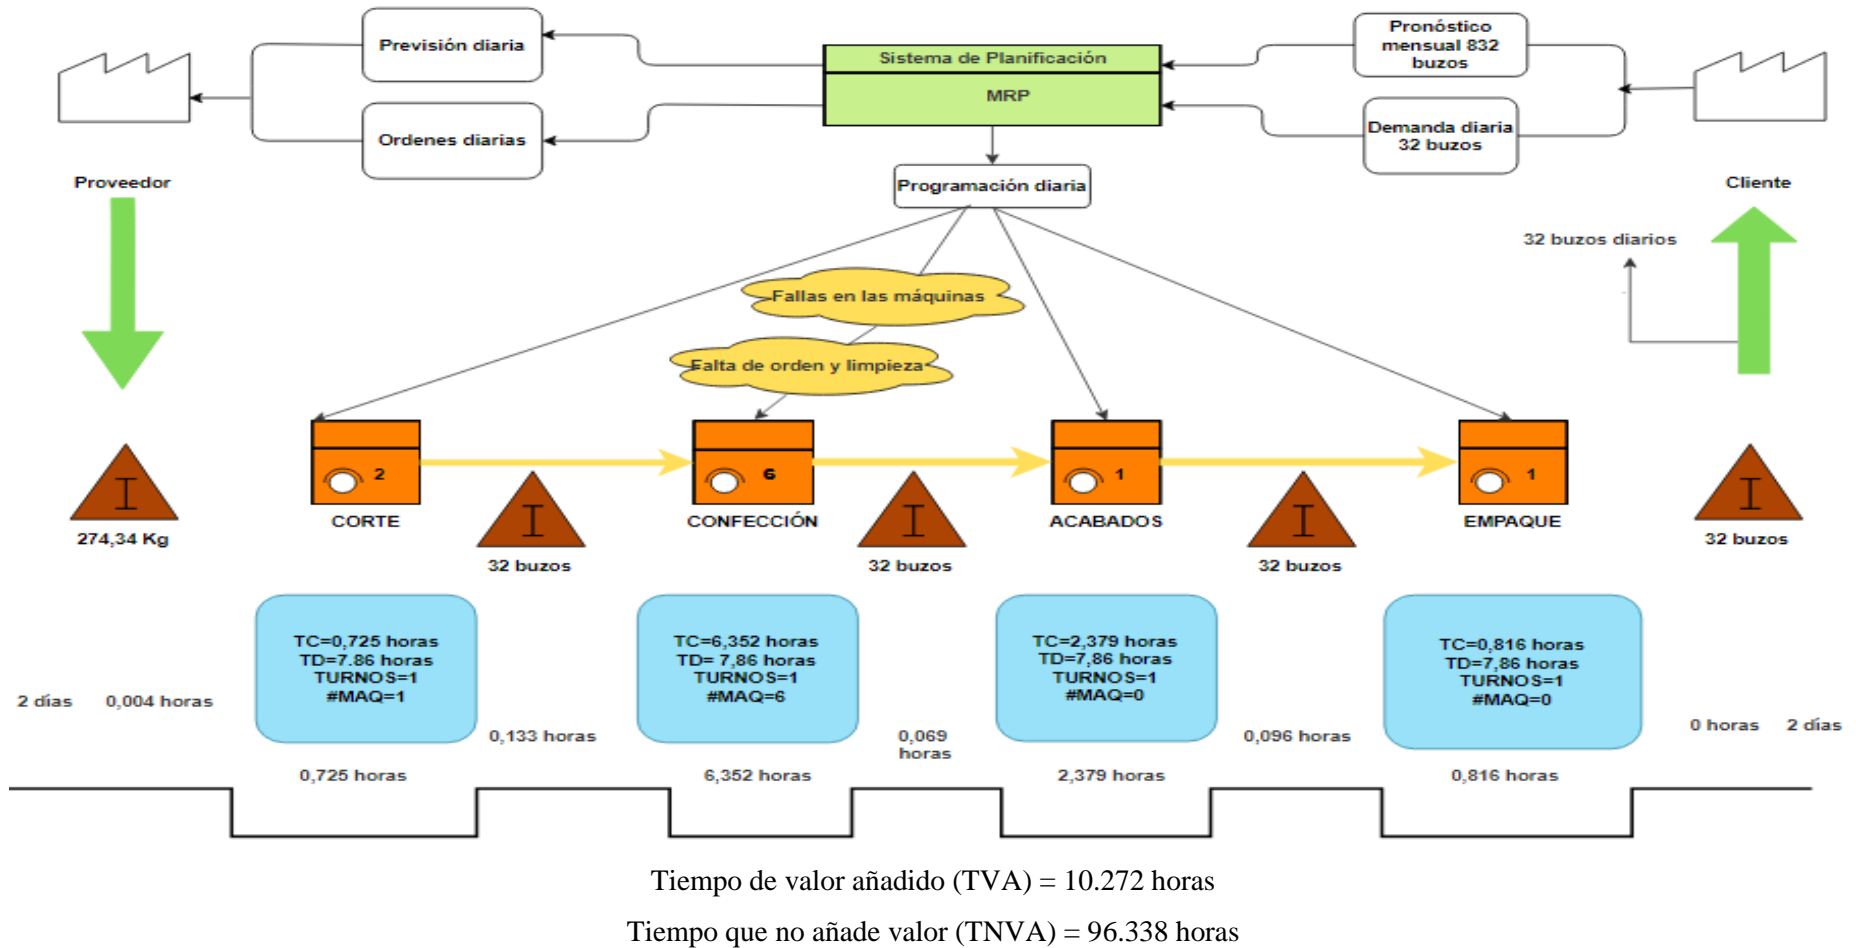 Previsión diaria
Ordenes diarias
Proveedor
Sistema de Planificación
MRP
Programación diaria
Pronóstico
mensual 832
buzos
Demanda diaria
32 buzos
Cliente
32 buzos diarios
Fallas en las máquinas
Falta de orden y limpieza
I
274,34 Kg
2
CORTE
I
32 buzos
6
CONFECCIÓN
I
32 buzos
1
ACABADOS
I
32 buzos
1
EMPAQUE
I
32 buzos
TC=0,725 horas
TD=7.86 horas
TURNOS=1
#MAQ=1
TC=6,352 horas
TD= 7,86 horas
TURNOS=1
#MAQ=6
TC=2,379 horas
TD=7,86 horas
TURNOS=1
#MAQ=0
TC=0,816 horas
TD=7,86 horas
TURNOS=1
#MAQ=0
2 días
0,004 horas
0,725 horas
0,133 horas
6,352 horas
0,069
horas
2,379 horas
0,096 horas
0,816 horas
0 horas
2 días
Tiempo de valor añadido (TVA) = 10.272 horas
Tiempo que no añade valor (TNVA) = 96.338 horas